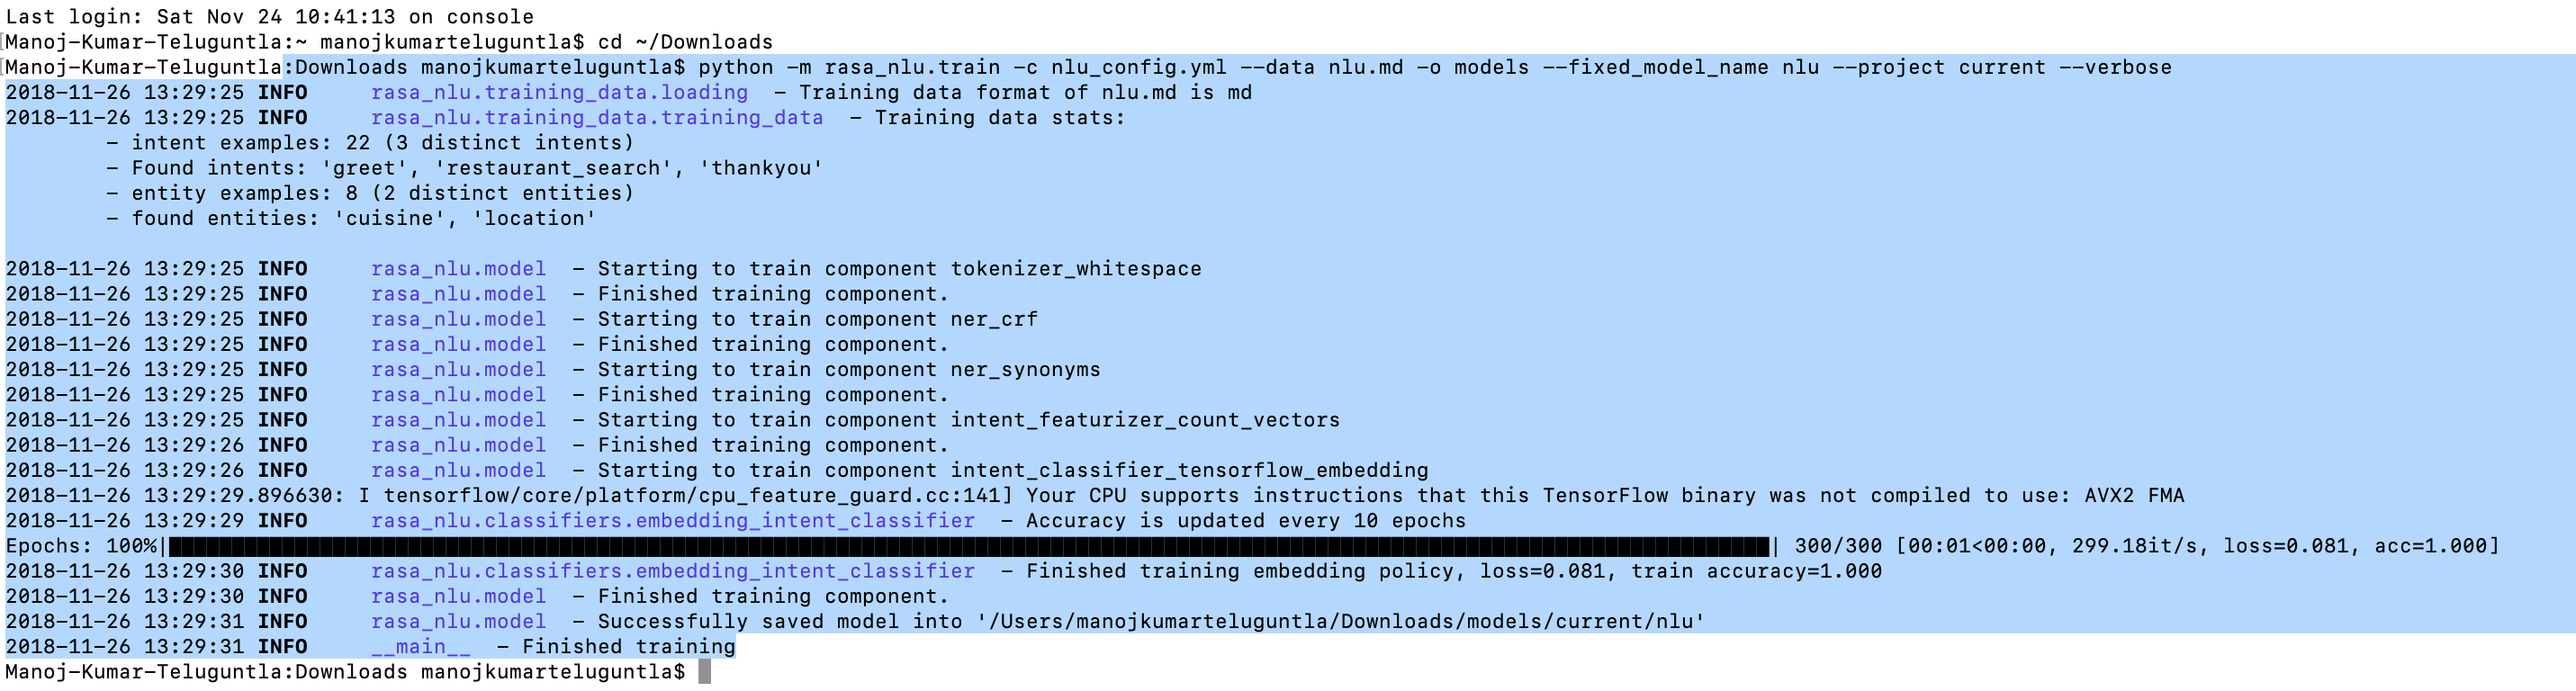 Last login: Sat Nov 24 10:41:13 on console
[Manoj-Kumar-Teluguntla:~ manojkumarteluguntla$ cd ~/Downloads
[Manoj-Kumar-Teluguntla:Downloads manojkumarteluguntla$ python -m rasa_nlu.train -c nlu_config.yml --data nlu.md -o models --fixed_model_name nlu --project current --verbose
2018-11-26 13:29:25 INFO     rasa_nlu.training_data.loading  - Training data format of nlu.md is md
2018-11-26 13:29:25 INFO     rasa_nlu.training_data.training_data  - Training data stats:
        - intent examples: 22 (3 distinct intents)
        - Found intents: 'greet', 'restaurant_search', 'thankyou'
        - entity examples: 8 (2 distinct entities)
        - found entities: 'cuisine', 'location'
2018-11-26 13:29:25 INFO     rasa_nlu.model  - Starting to train component tokenizer_whitespace
2018-11-26 13:29:25 INFO     rasa_nlu.model  - Finished training component.
2018-11-26 13:29:25 INFO     rasa_nlu.model  - Starting to train component ner_crf
2018-11-26 13:29:25 INFO     rasa_nlu.model  - Finished training component.
2018-11-26 13:29:25 INFO     rasa_nlu.model  - Starting to train component ner_synonyms
2018-11-26 13:29:25 INFO     rasa_nlu.model  - Finished training component.
2018-11-26 13:29:25 INFO     rasa_nlu.model  - Starting to train component intent_featurizer_count_vectors
2018-11-26 13:29:26 INFO     rasa_nlu.model  - Finished training component.
2018-11-26 13:29:26 INFO     rasa_nlu.model  - Starting to train component intent_classifier_tensorflow_embedding
2018-11-26 13:29:29.896630: I tensorflow/core/platform/cpu_feature_guard.cc:141] Your CPU supports instructions that this TensorFlow binary was not compiled to use: AVX2 FMA
2018-11-26 13:29:29 INFO     rasa_nlu.classifiers.embedding_intent_classifier  - Accuracy is updated every 10 epochs
Epochs: 100%| | 300/300 [00:01<00:00, 299.18it/s, loss=0.081, acc=1.000]
2018-11-26 13:29:30 INFO     rasa_nlu.classifiers.embedding_intent_classifier  - Finished training embedding policy, loss=0.081, train accuracy=1.000
2018-11-26 13:29:30 INFO     rasa_nlu.model  - Finished training component.
2018-11-26 13:29:31 INFO     rasa_nlu.model  - Successfully saved model into '/Users/manojkumarteluguntla/Downloads/models/current/nlu'
2018-11-26 13:29:31 INFO     __main__  - Finished training
Manoj-Kumar-Teluguntla:Downloads manojkumarteluguntla$